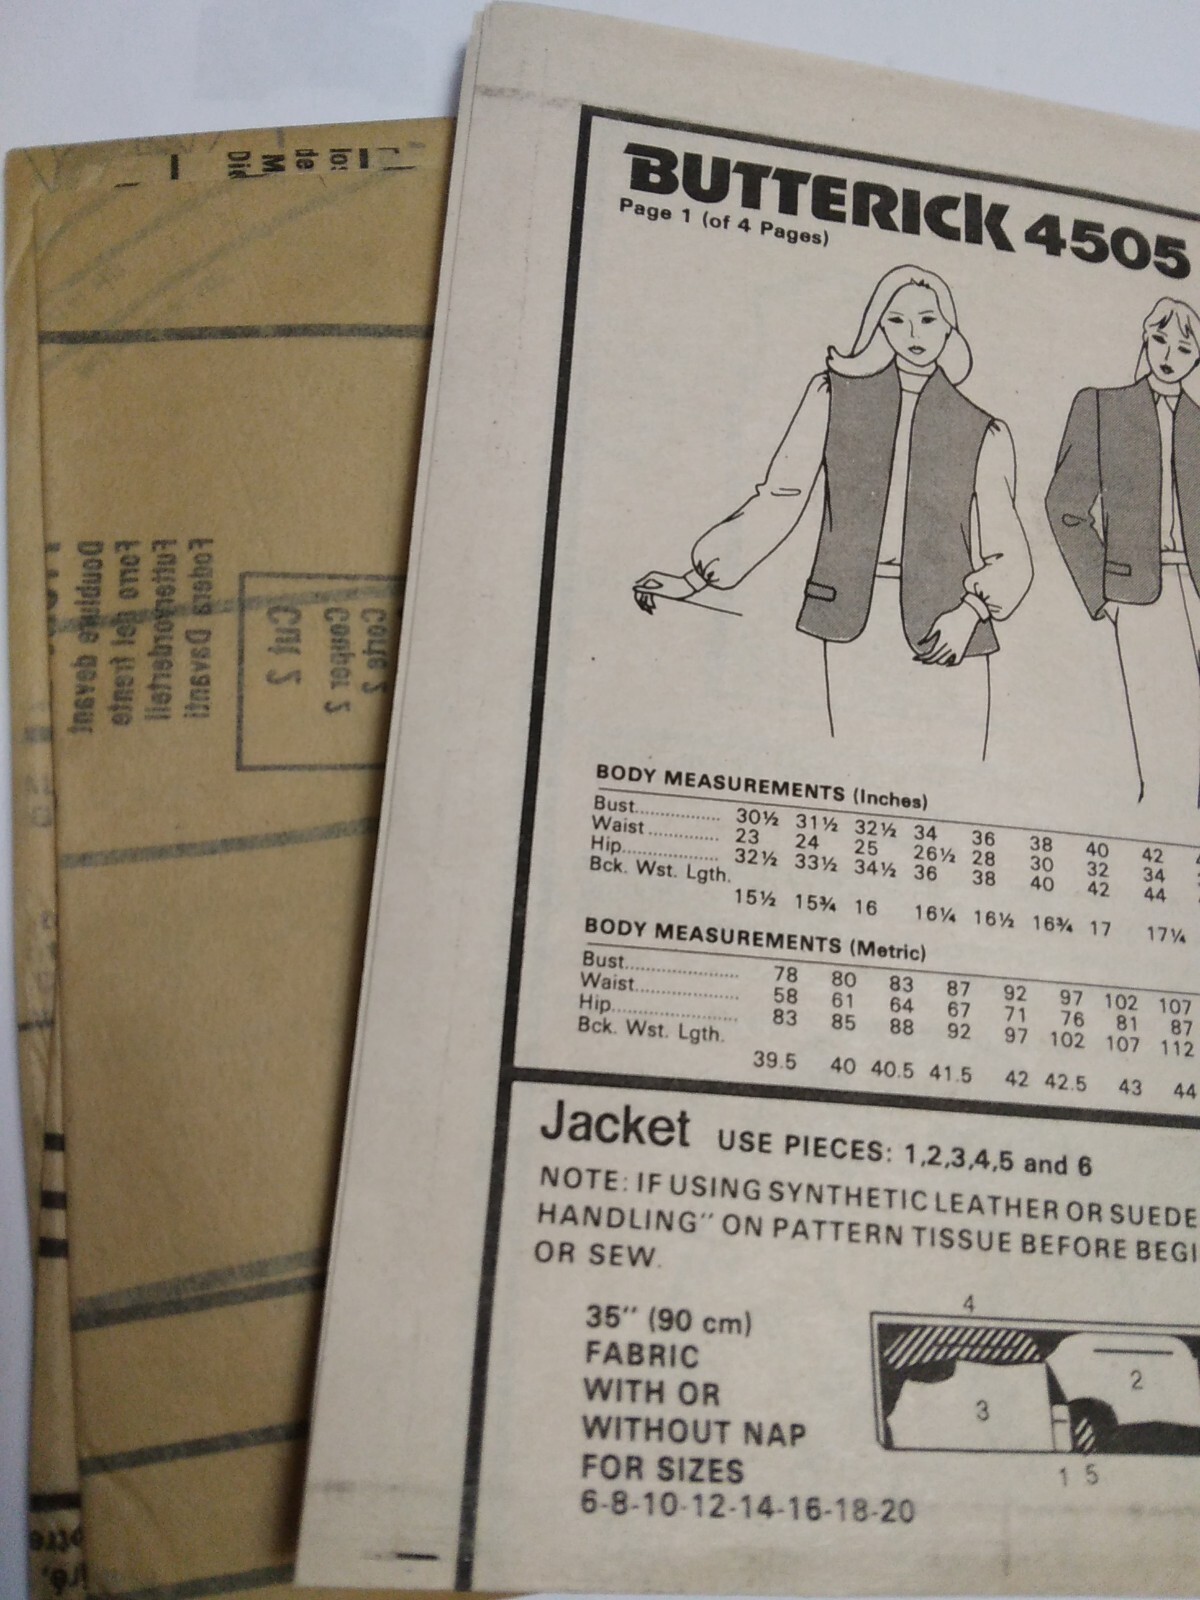 BUTTERICK 4505
Page 1 (of 4 Pages)
BODY MEASUREMENTS (Inches)
Bust................... 30½ 31½ 32½ 34 36 38 40 42
Waist ................ 23 24 25 26½ 28 30 32 34
Hip...................... 32½ 33½ 34½ 36 38 40 42 44
Bck. Wst. Lgth.
15½ 15¾ 16 16¼ 16½ 16¾ 17 17¼
BODY MEASUREMENTS (Metric)
Bust......................... 78 80 83 87 92 97 102 107
Waist....................... 58 61 64 67 71 76 81 87
Hip............................ 83 85 88 92 97 102 107 112
Bck. Wst. Lgth.
39.5 40 40.5 41.5 42 42.5 43 44
Jacket USE PIECES: 1,2,3,4,5 and 6
NOTE: IF USING SYNTHETIC LEATHER OR SUEDE
HANDLING" ON PATTERN TISSUE BEFORE BEGI
OR SEW.
35" (90 cm)
FABRIC
WITH OR
WITHOUT NAP
FOR SIZES
6-8-10-12-14-16-18-20
4
3
2
1 5
Doublure devant
Forro del frente
Futtervorderteil
Fodera Davanti
Cut 2
Couper 2
Corte 2